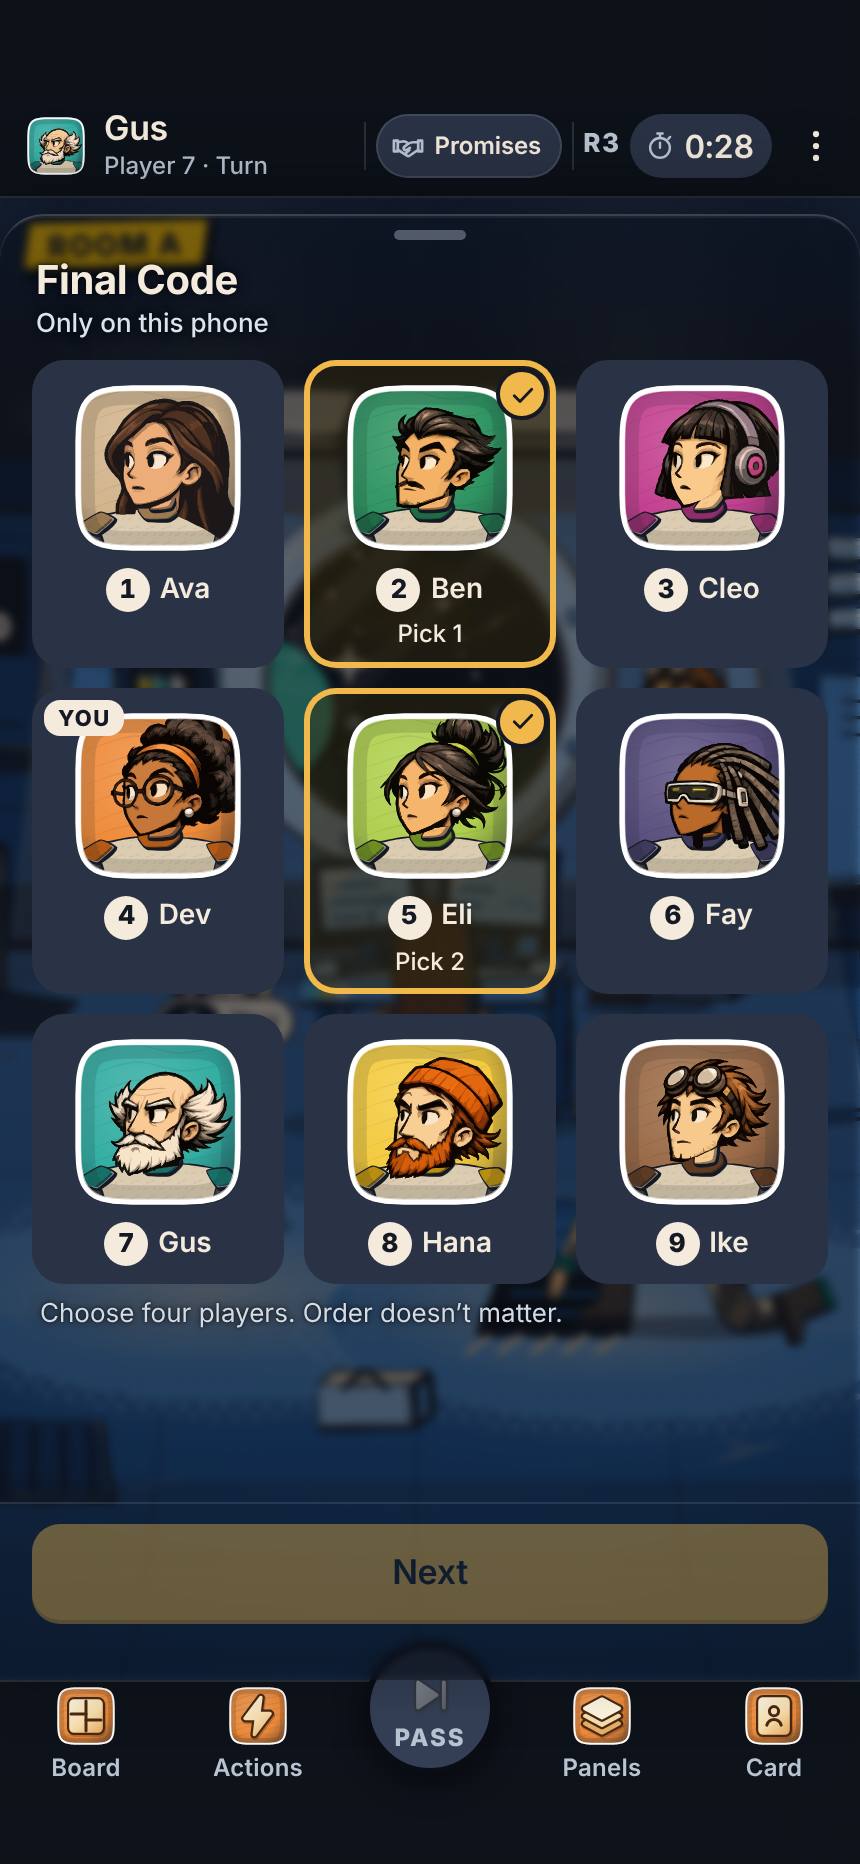 Gus
Player 7 · Turn
Promises
R3
0:28
ROOM A
Final Code
Only on this phone
1 Ava
2 Ben
Pick 1
3 Cleo
YOU
4 Dev
5 Eli
Pick 2
6 Fay
7 Gus
8 Hana
9 Ike
Choose four players. Order doesn’t matter.
Next
Board
Actions
PASS
Panels
Card